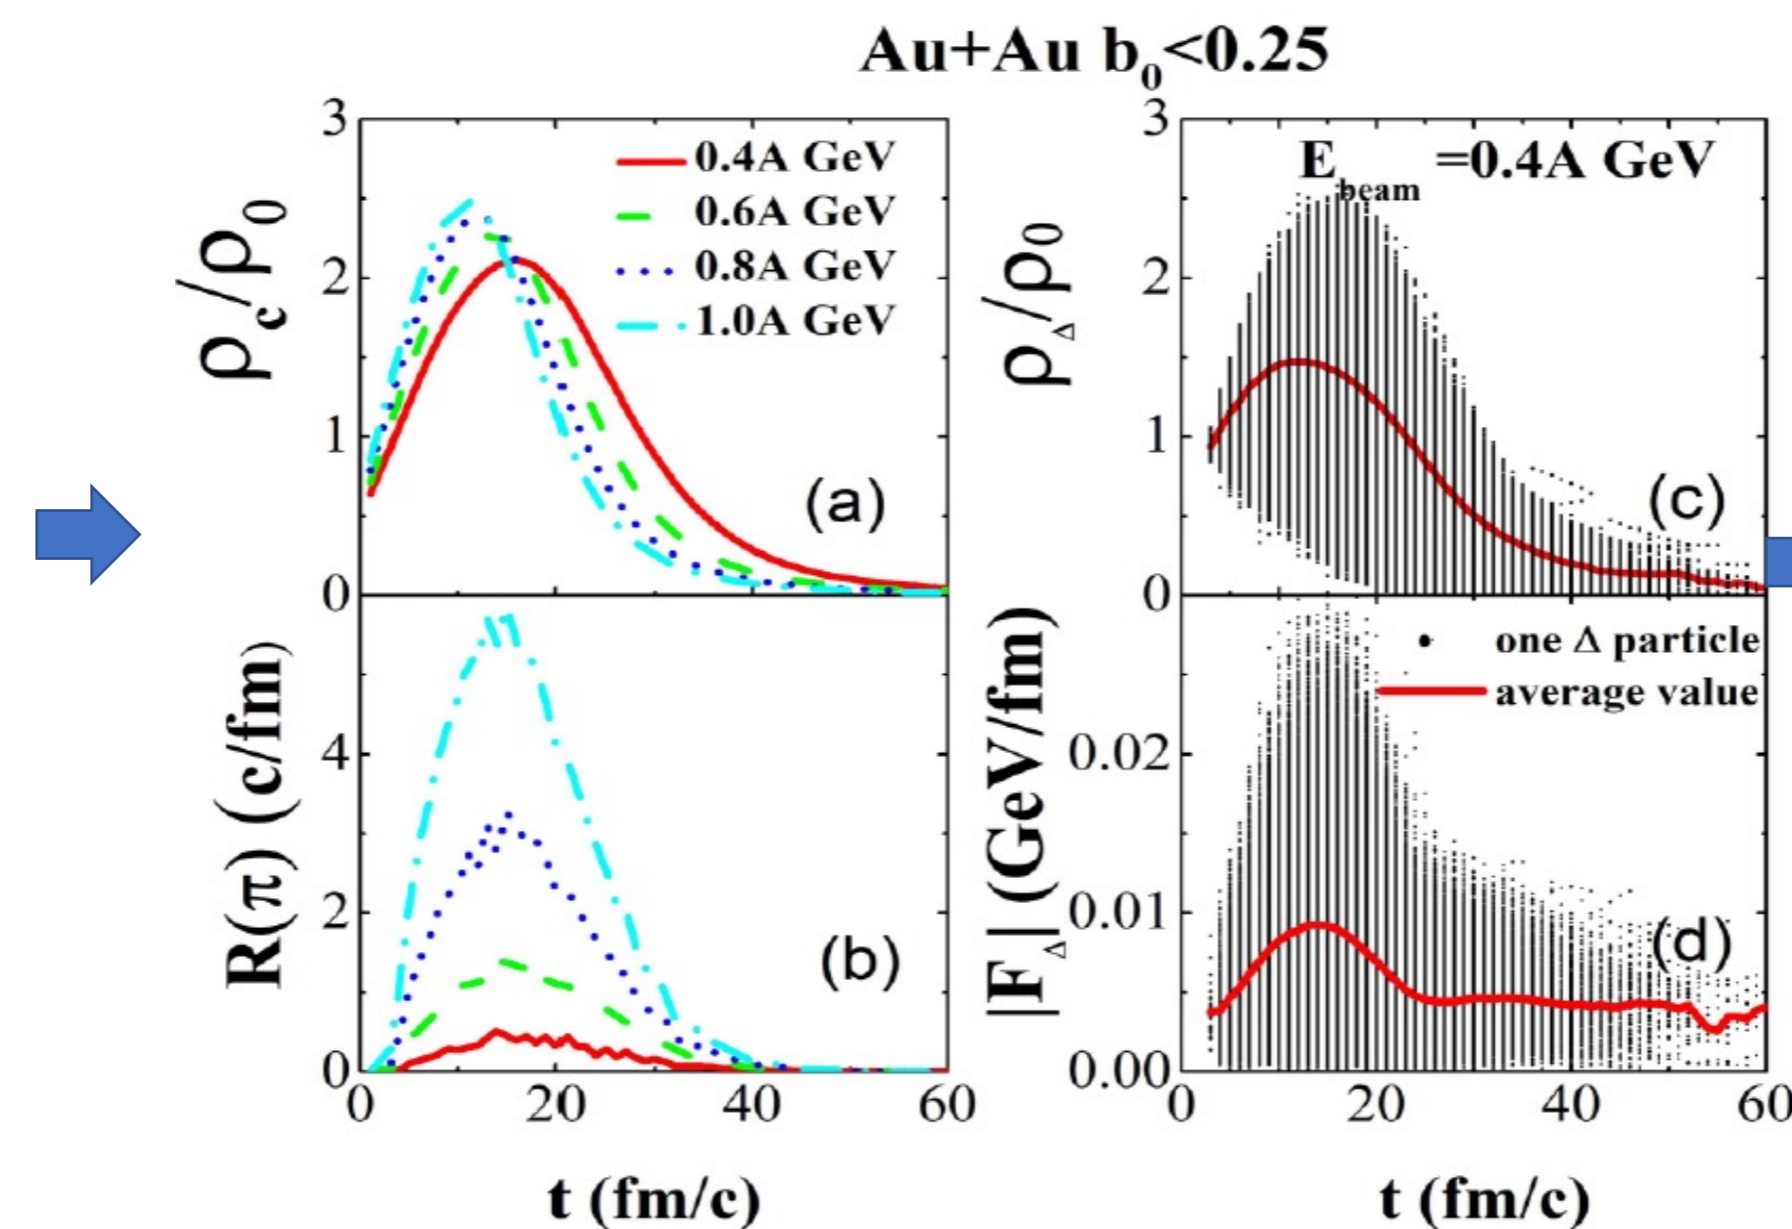 Au+Au b₀<0.25
ρc/ρ₀
3
2
1
0
0.4A GeV
0.6A GeV
0.8A GeV
1.0A GeV
(a)
R(π) (c/fm)
4
2
0
(b)
0 20 40 60
t (fm/c)
ρΔ/ρ₀
3
2
1
0
E beam =0.4A GeV
(c)
|FΔ| (GeV/fm)
0.02
0.01
0.00
one Δ particle
average value
(d)
0 20 40 60
t (fm/c)